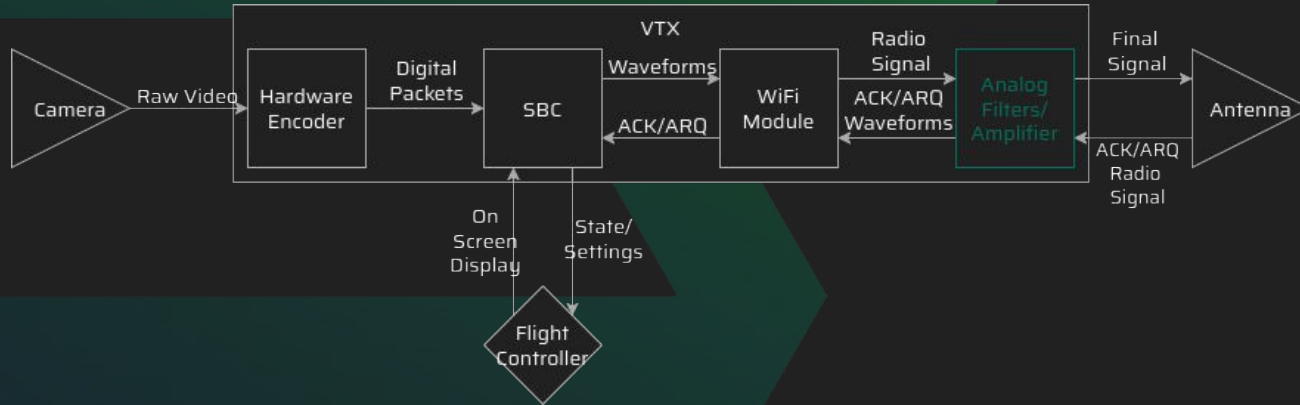 VTX
Camera
Raw Video
Hardware
Encoder
Digital
Packets
SBC
Waveforms
ACK/ARQ
WiFi
Module
Radio
Signal
ACK/ARQ
Waveforms
Analog
Filters/
Amplifier
Final
Signal
ACK/ARQ
Radio
Signal
Antenna
On
Screen
Display
State/
Settings
Flight
Controller